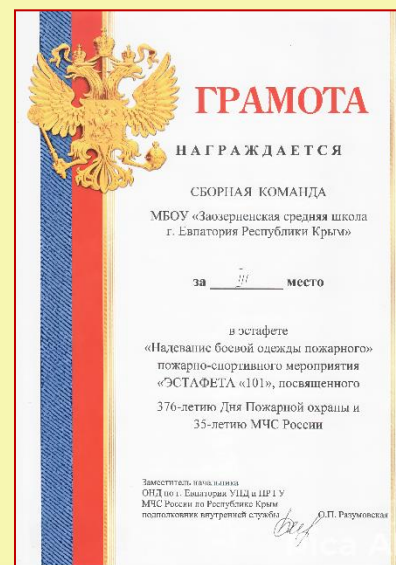 ГРАМОТА
НАГРАЖДАЕТСЯ
СБОРНАЯ КОМАНДА
МБОУ «Заозерненская средняя школа
г. Евпатория Республики Крым»
за III место
в эстафете
«Надевание боевой одежды пожарного»
пожарно-спортивного мероприятия
«ЭСТАФЕТА «101», посвященного
376-летию Дня Пожарной охраны и
35-летию МЧС России
Заместитель начальника
ОНД по г. Евпатории УНД и ПР ГУ
МЧС России по Республике Крым
подполковник внутренней службы О.П. Разумовская